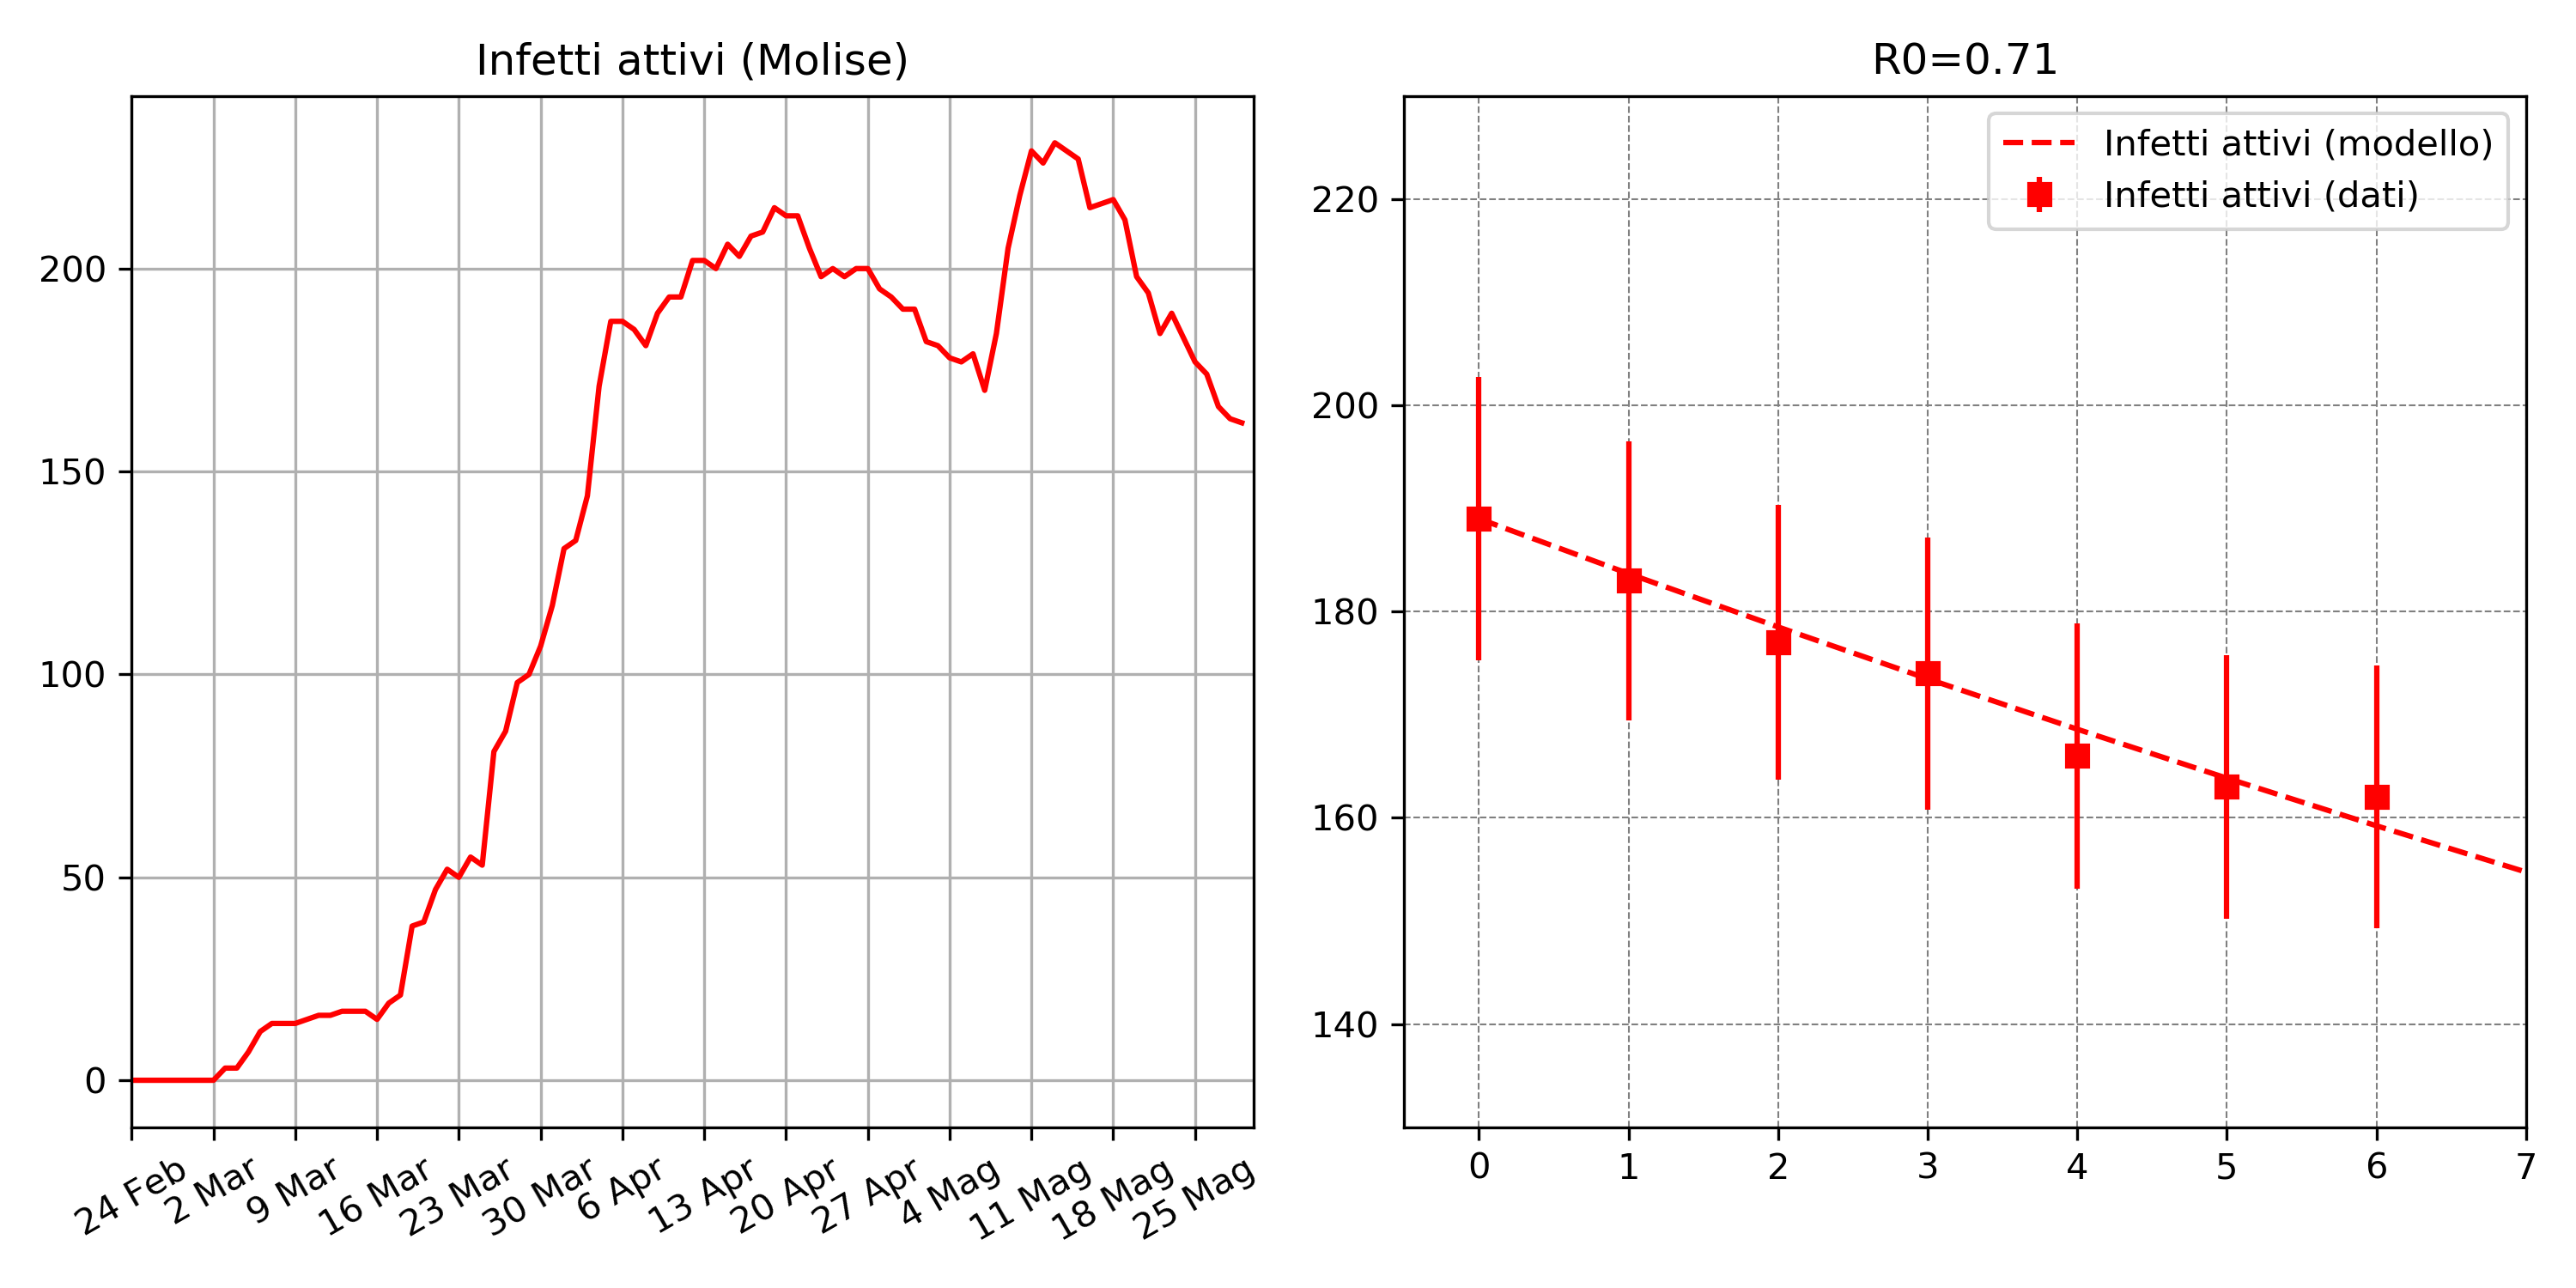 Infetti attivi (Molise)
200
150
100
50
0
24 Feb
2 Mar
9 Mar
16 Mar
23 Mar
30 Mar
6 Apr
13 Apr
20 Apr
27 Apr
4 Mag
11 Mag
18 Mag
25 Mag
R0=0.71
Infetti attivi (modello)
Infetti attivi (dati)
220
200
180
160
140
0 1 2 3 4 5 6 7